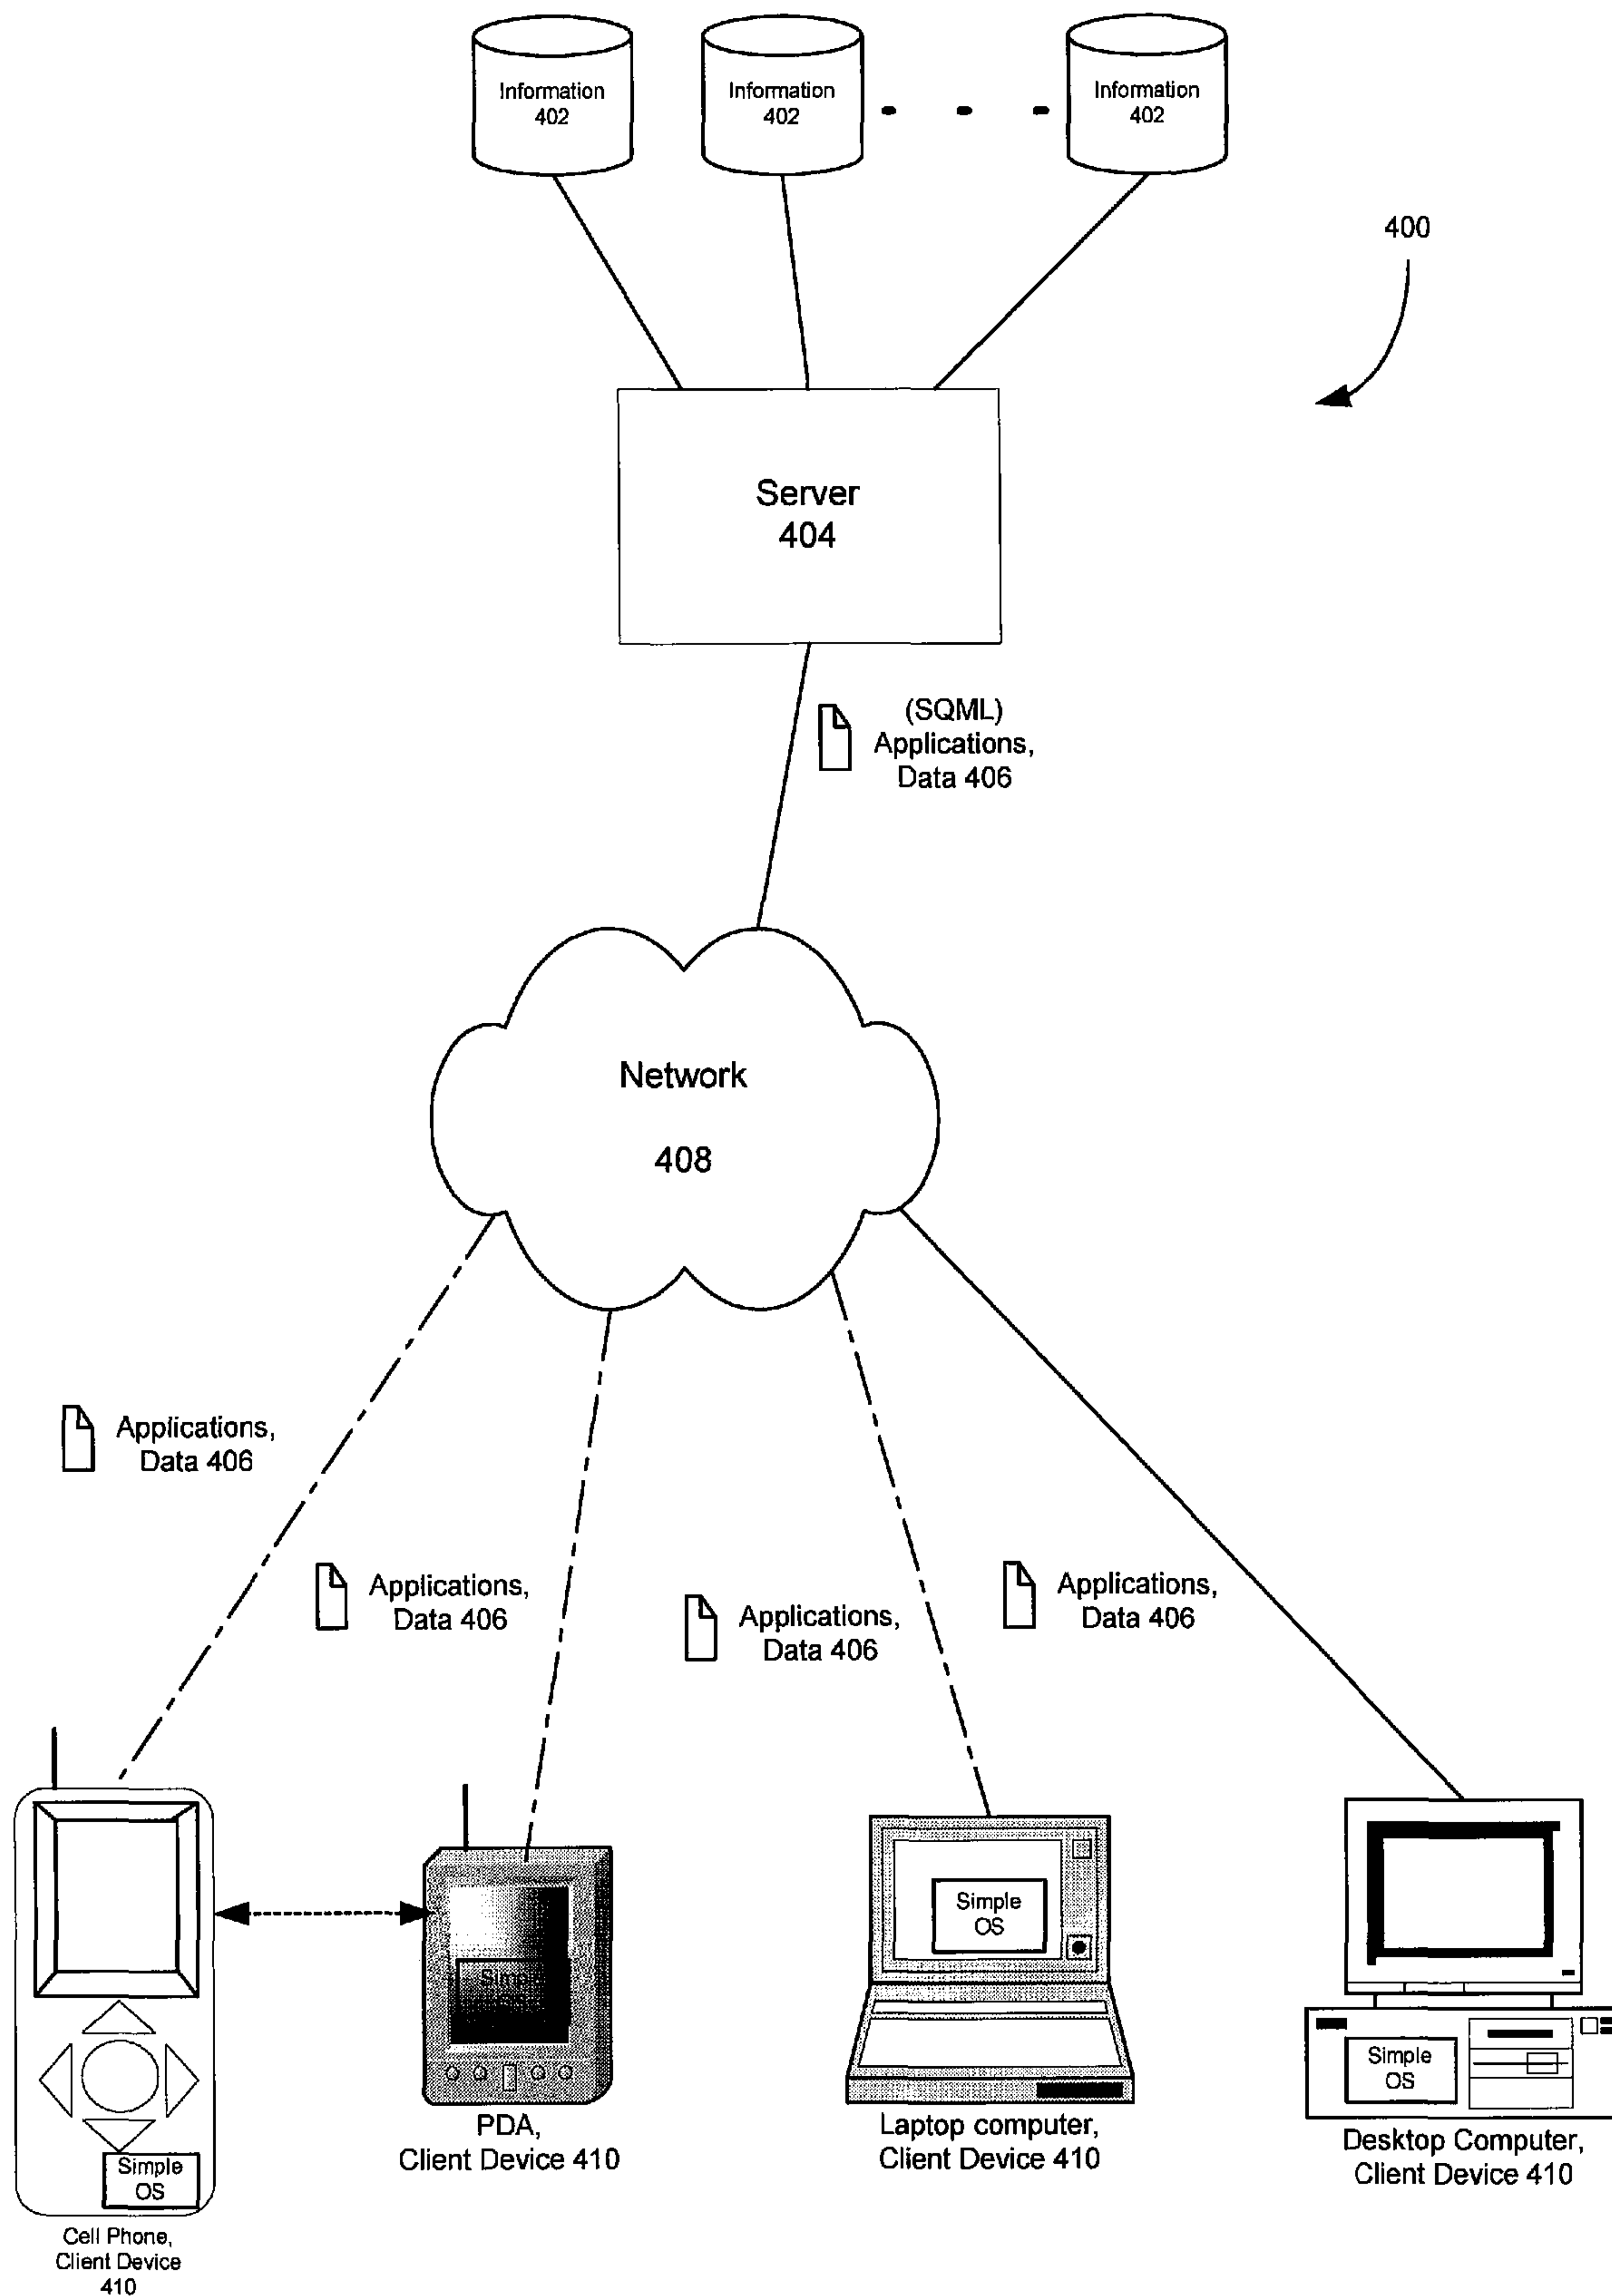 Information
402
Information
402
Information
402
400
Server
404
(SQML)
Applications,
Data 406
Network
408
Applications,
Data 406
Applications,
Data 406
Applications,
Data 406
Applications,
Data 406
Simple
OS
Simple
OS
Simple
OS
PDA,
Client Device 410
Laptop computer,
Client Device 410
Desktop Computer,
Client Device 410
Simple
OS
Cell Phone,
Client Device
410